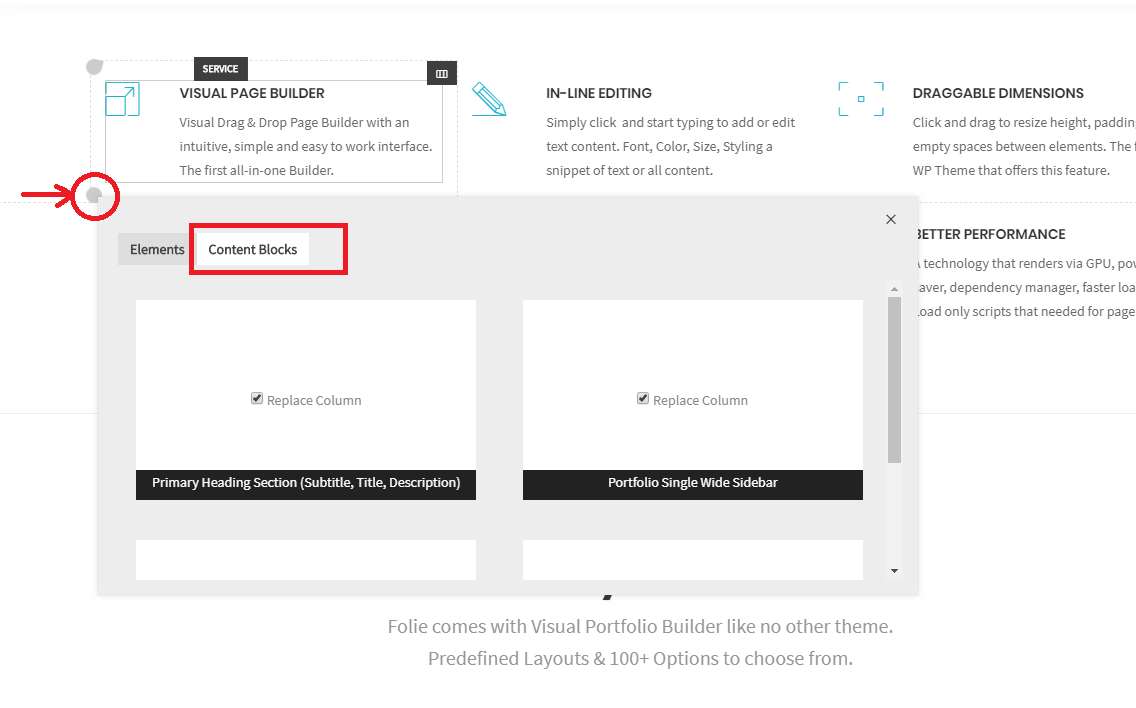 SERVICE
VISUAL PAGE BUILDER
Visual Drag & Drop Page Builder with an
intuitive, simple and easy to work interface.
The first all-in-one Builder.
IN-LINE EDITING
Simply click and start typing to add or edit
text content. Font, Color, Size, Styling a
snippet of text or all content.
DRAGGABLE DIMENSIONS
Click and drag to resize height, padding
empty spaces between elements. The
WP Theme that offers this feature.
BETTER PERFORMANCE
technology that renders via GPU,
dependency manager, faster
only scripts that needed for page
Elements
Content Blocks
Replace Column
Primary Heading Section (Subtitle, Title, Description)
Replace Column
Portfolio Single Wide Sidebar
Folie comes with Visual Portfolio Builder like no other theme.
Predefined Layouts & 100+ Options to choose from.